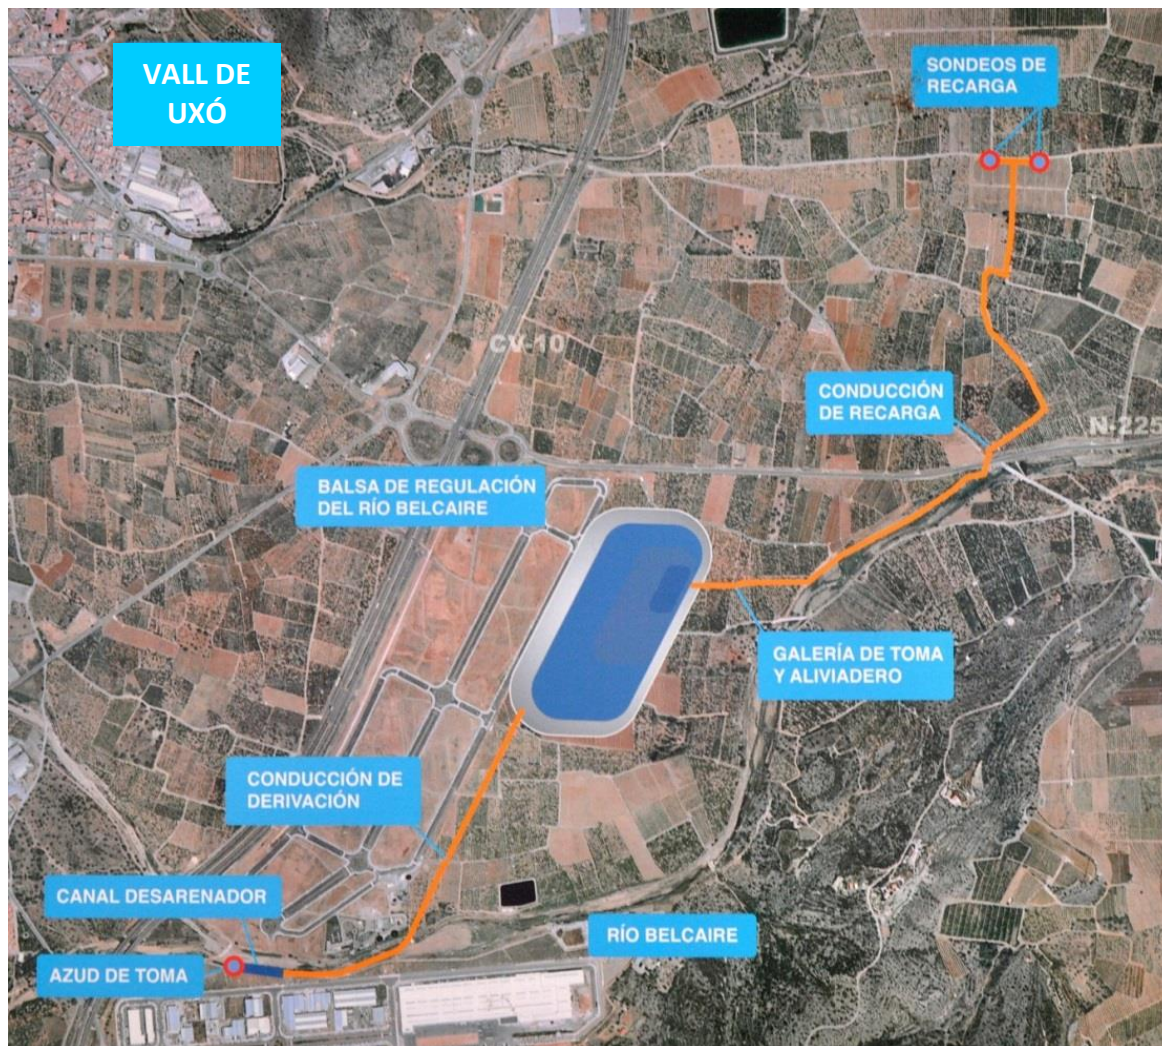 VALL DE
UXÓ
SONDEOS DE
RECARGA
CV-10
CONDUCCIÓN
DE RECARGA
N-225
BALSA DE REGULACIÓN
DEL RÍO BELCAIRE
GALERÍA DE TOMA
Y ALIVIADERO
CONDUCCIÓN DE
DERIVACIÓN
CANAL DESARENADOR
RÍO BELCAIRE
AZUD DE TOMA